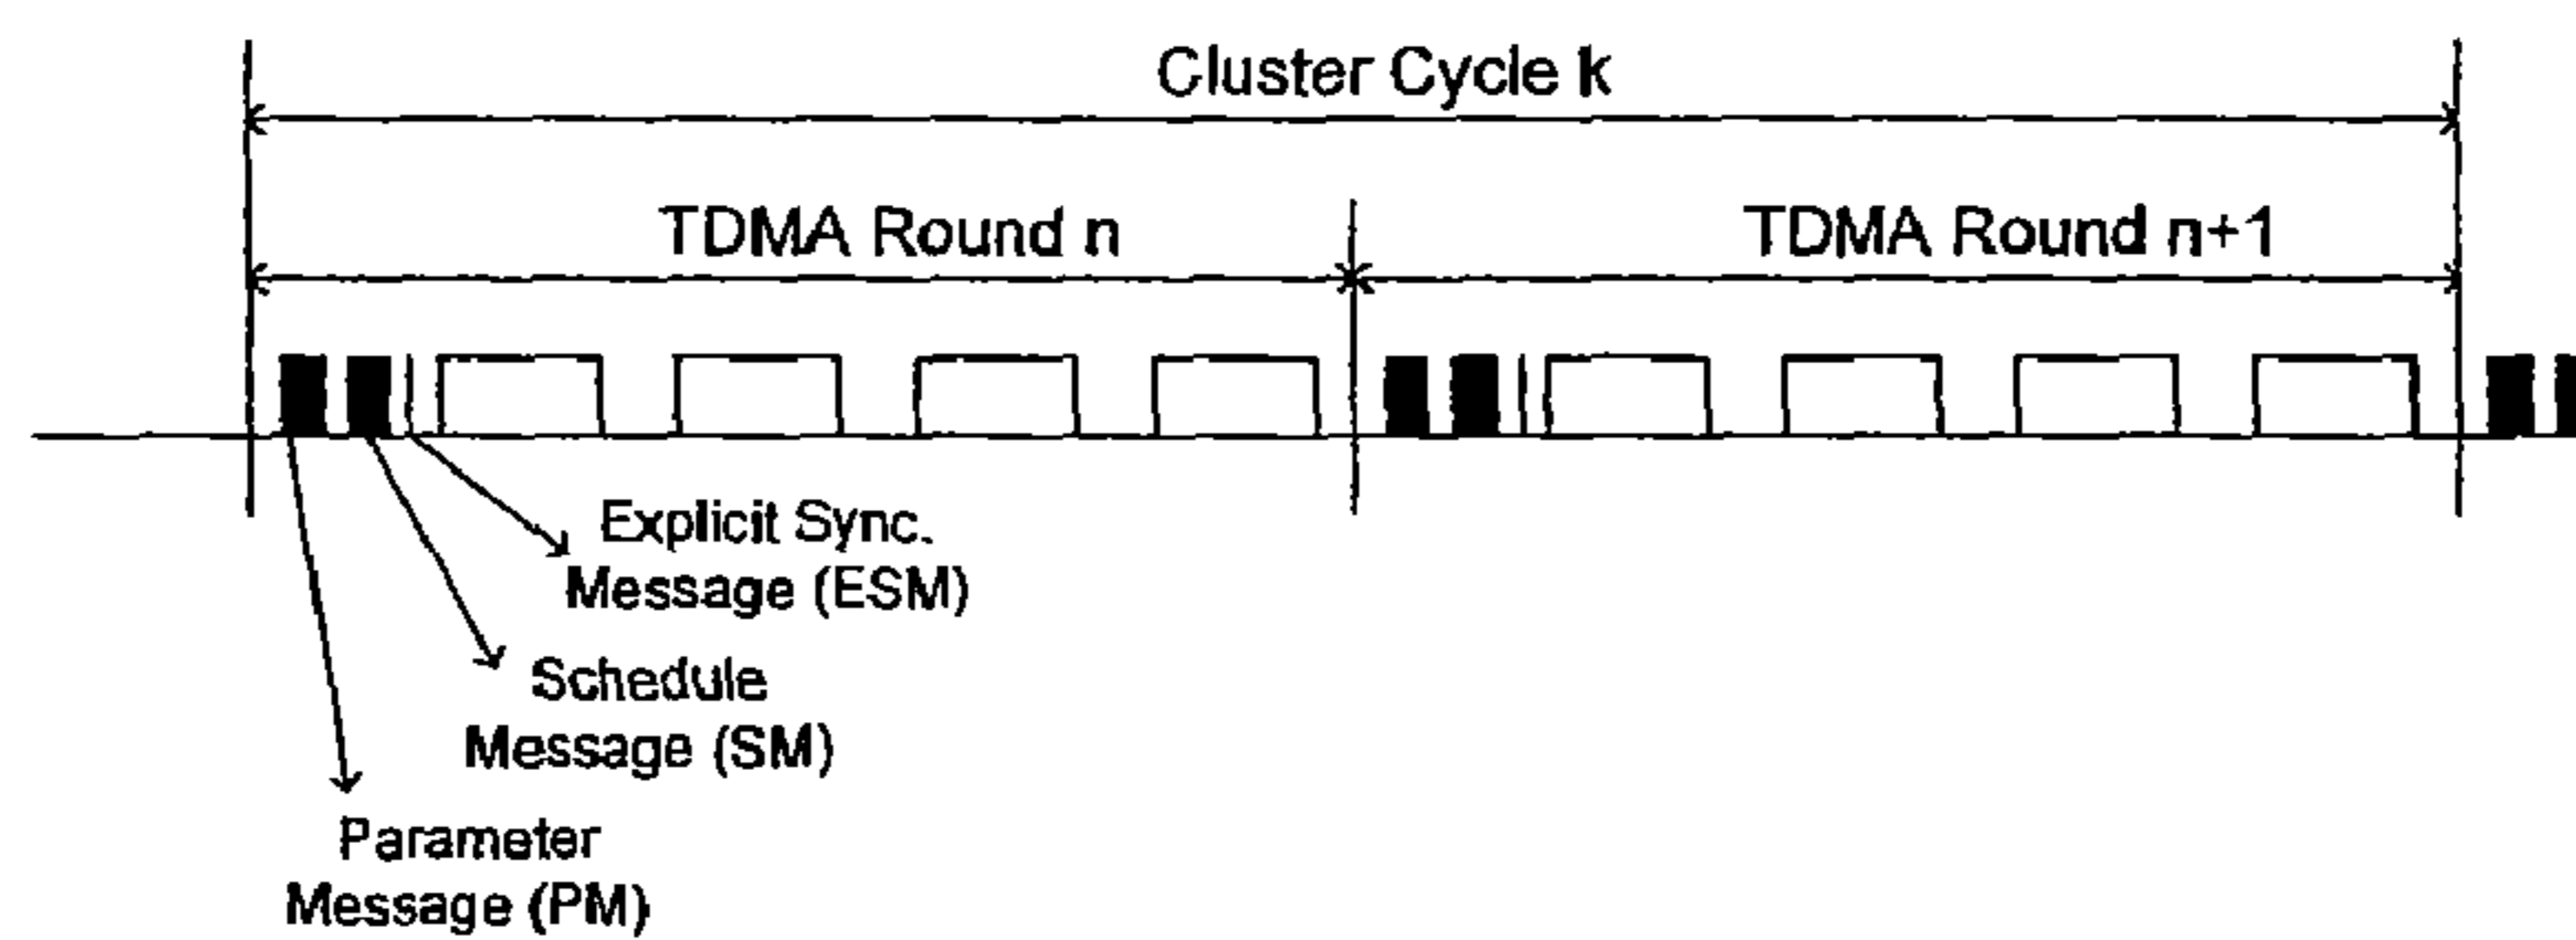 Cluster Cycle k
TDMA Round n
TDMA Round n+1
Explicit Sync.
Message (ESM)
Schedule
Message (SM)
Parameter
Message (PM)